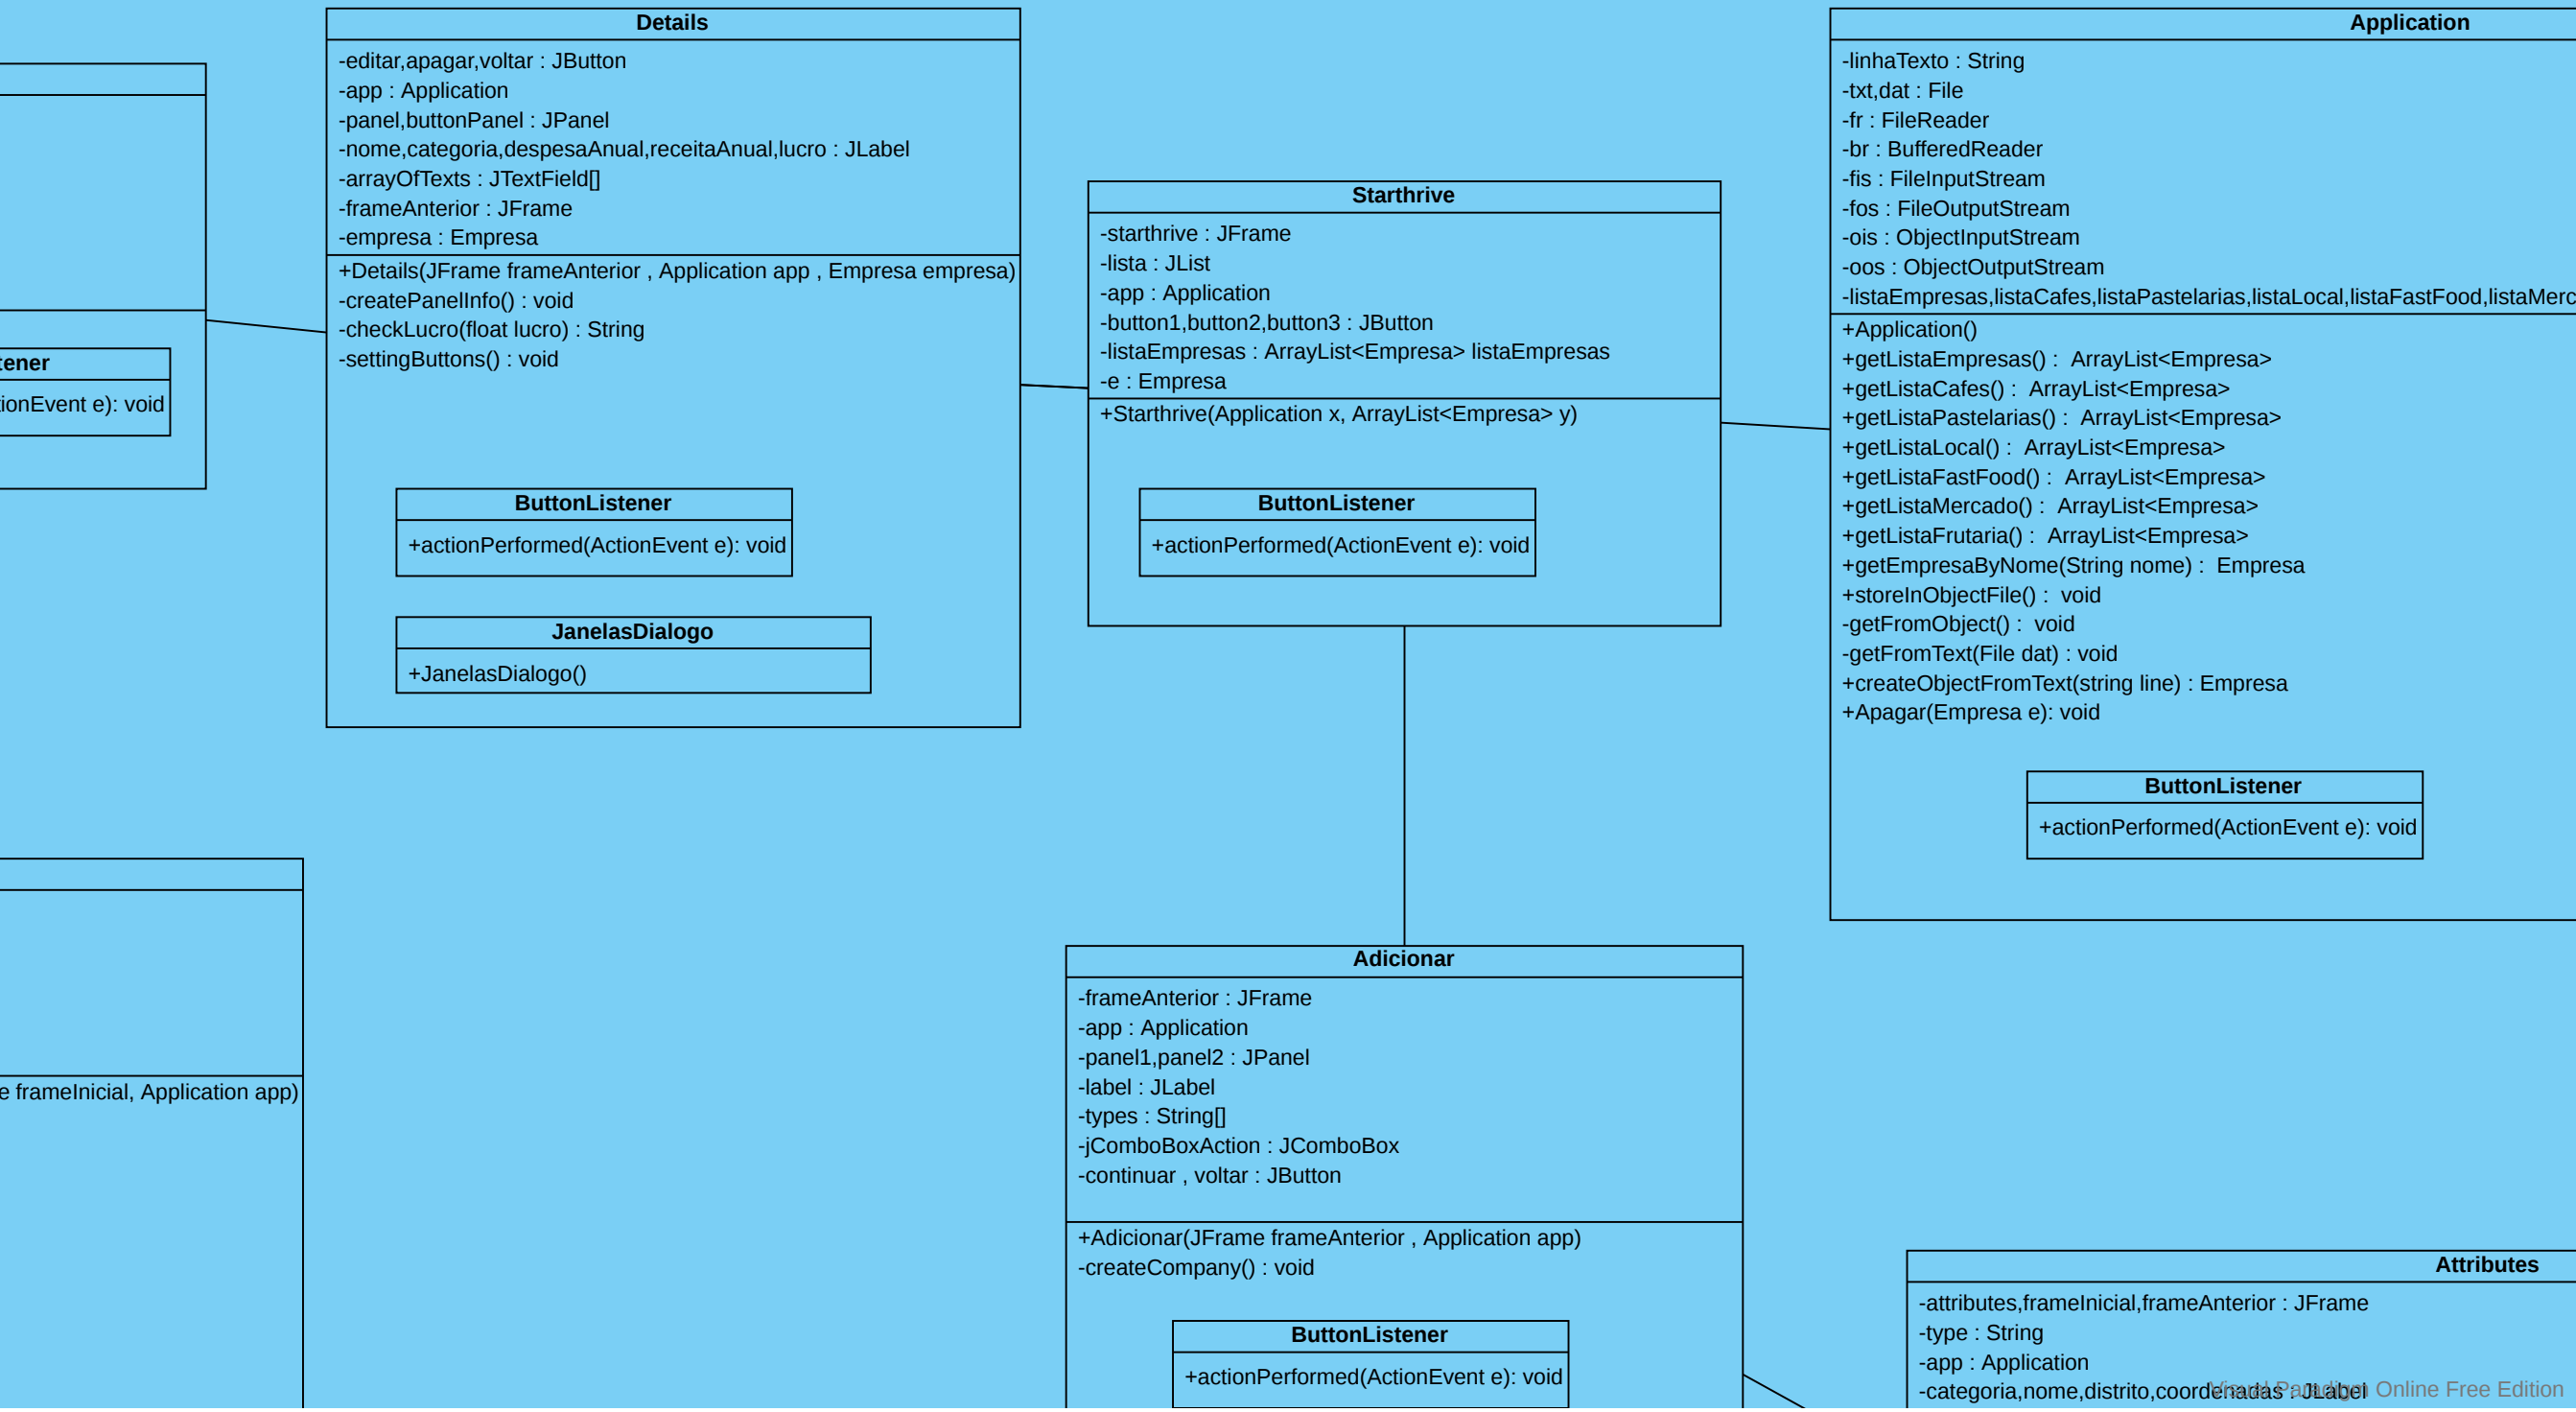 tener
tionEvent e): void
e frameInicial, Application app)
Details
-editar,apagar,voltar : JButton
-app : Application
-panel,buttonPanel : JPanel
-nome,categoria,despesaAnual,receitaAnual,lucro : JLabel
-arrayOfTexts : JTextField[]
-frameAnterior : JFrame
-empresa : Empresa
+Details(JFrame frameAnterior , Application app , Empresa empresa)
-createPanelInfo() : void
-checkLucro(float lucro) : String
-settingButtons() : void
ButtonListener
+actionPerformed(ActionEvent e): void
JanelasDialogo
+JanelasDialogo()
Starthrive
-starthrive : JFrame
-lista : JList
-app : Application
-button1,button2,button3 : JButton
-listaEmpresas : ArrayList<Empresa> listaEmpresas
-e : Empresa
+Starthrive(Application x, ArrayList<Empresa> y)
ButtonListener
+actionPerformed(ActionEvent e): void
Application
-linhaTexto : String
-txt,dat : File
-fr : FileReader
-br : BufferedReader
-fis : FileInputStream
-fos : FileOutputStream
-ois : ObjectInputStream
-oos : ObjectOutputStream
-listaEmpresas,listaCafes,listaPastelarias,listaLocal,listaFastFood,listaMerc
+Application()
+getListaEmpresas() :  ArrayList<Empresa>
+getListaCafes() :  ArrayList<Empresa>
+getListaPastelarias() :  ArrayList<Empresa>
+getListaLocal() :  ArrayList<Empresa>
+getListaFastFood() :  ArrayList<Empresa>
+getListaMercado() :  ArrayList<Empresa>
+getListaFrutaria() :  ArrayList<Empresa>
+getEmpresaByNome(String nome) :  Empresa
+storeInObjectFile() :  void
-getFromObject() :  void
-getFromText(File dat) : void
+createObjectFromText(string line) : Empresa
+Apagar(Empresa e): void
ButtonListener
+actionPerformed(ActionEvent e): void
Adicionar
-frameAnterior : JFrame
-app : Application
-panel1,panel2 : JPanel
-label : JLabel
-types : String[]
-jComboBoxAction : JComboBox
-continuar , voltar : JButton
+Adicionar(JFrame frameAnterior , Application app)
-createCompany() : void
ButtonListener
+actionPerformed(ActionEvent e): void
Attributes
-attributes,frameInicial,frameAnterior : JFrame
-type : String
-app : Application
-categoria,nome,distrito,coordenadas : JLabel
Visual Paradigm Online Free Edition